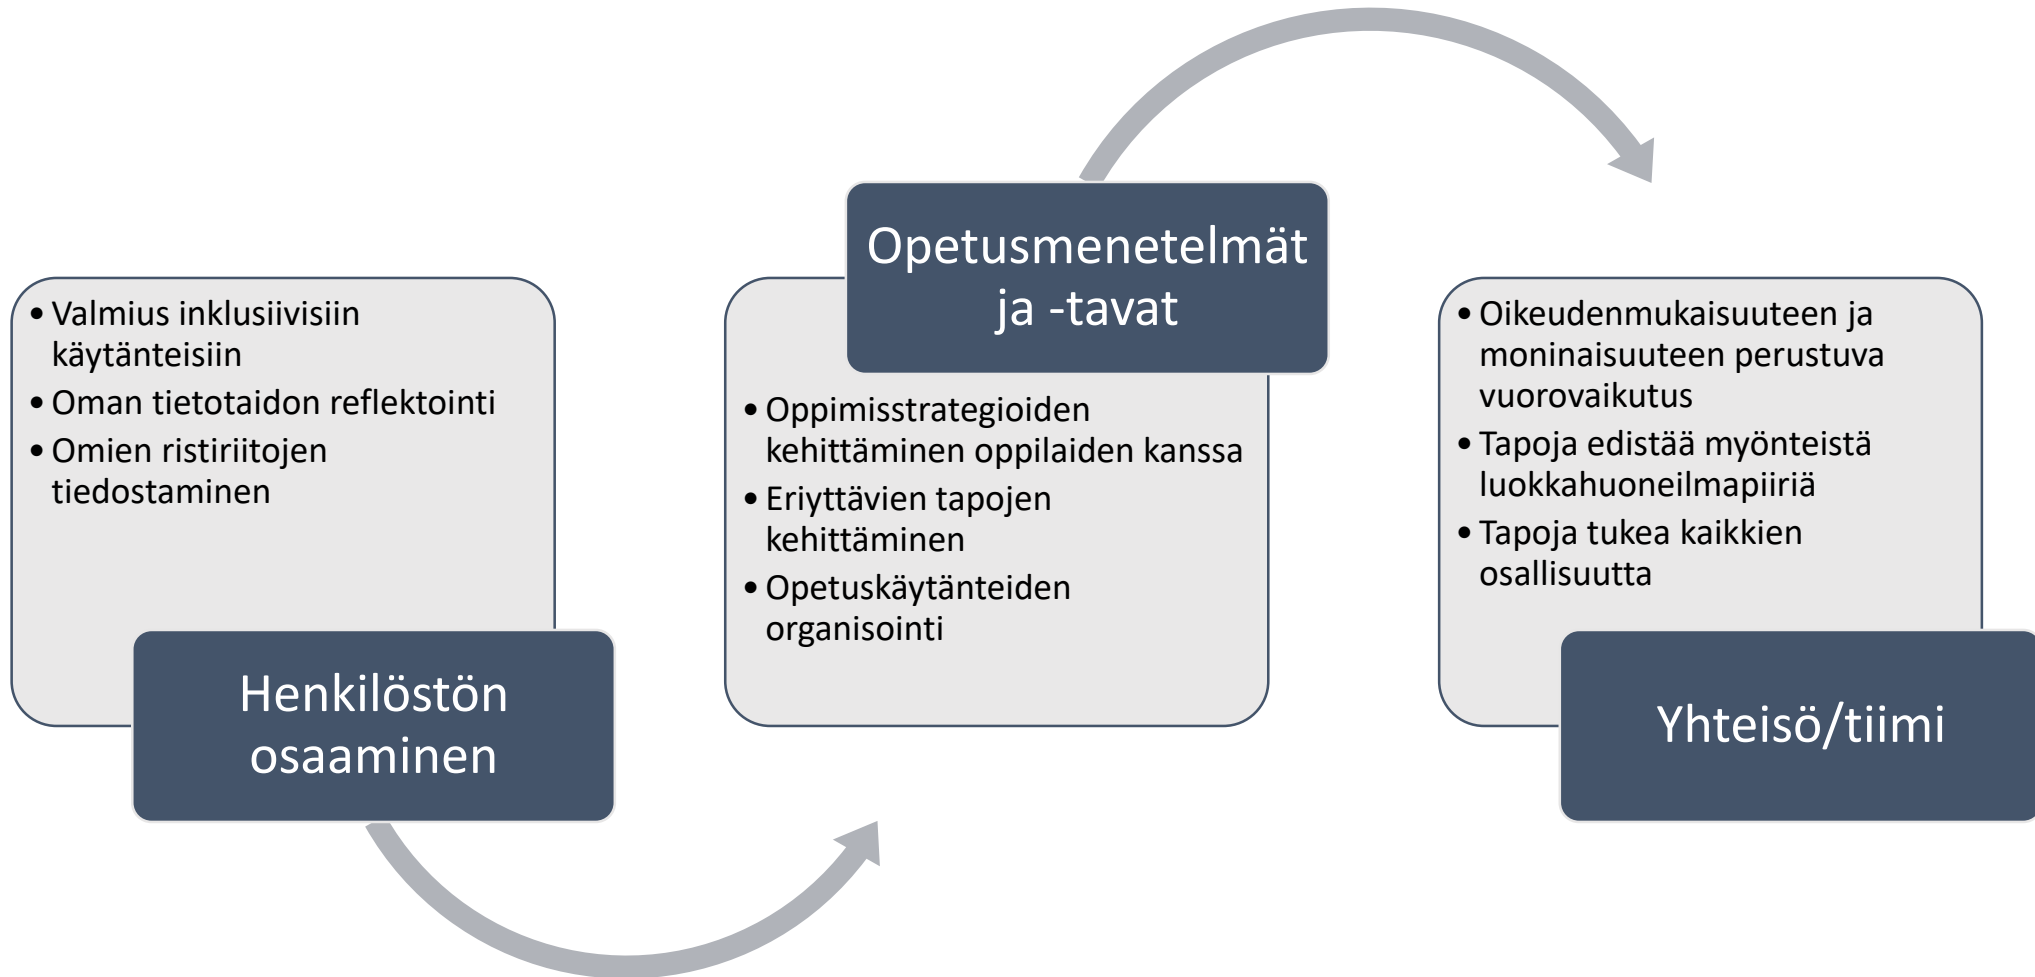 • Valmius inklusiivisiin
käytänteisiin
• Oman tietotaidon reflektointi
• Omien ristiriitojen
tiedostaminen
Henkilöstön
osaaminen
Opetusmenetelmät
ja -tavat
• Oppimisstrategioiden
kehittäminen oppilaiden kanssa
• Eriyttävien tapojen
kehittäminen
• Opetuskäytänteiden
organisointi
• Oikeudenmukaisuuteen ja
moninaisuuteen perustuva
vuorovaikutus
• Tapoja edistää myönteistä
luokkahuoneilmapiiriä
• Tapoja tukea kaikkien
osallisuutta
Yhteisö/tiimi